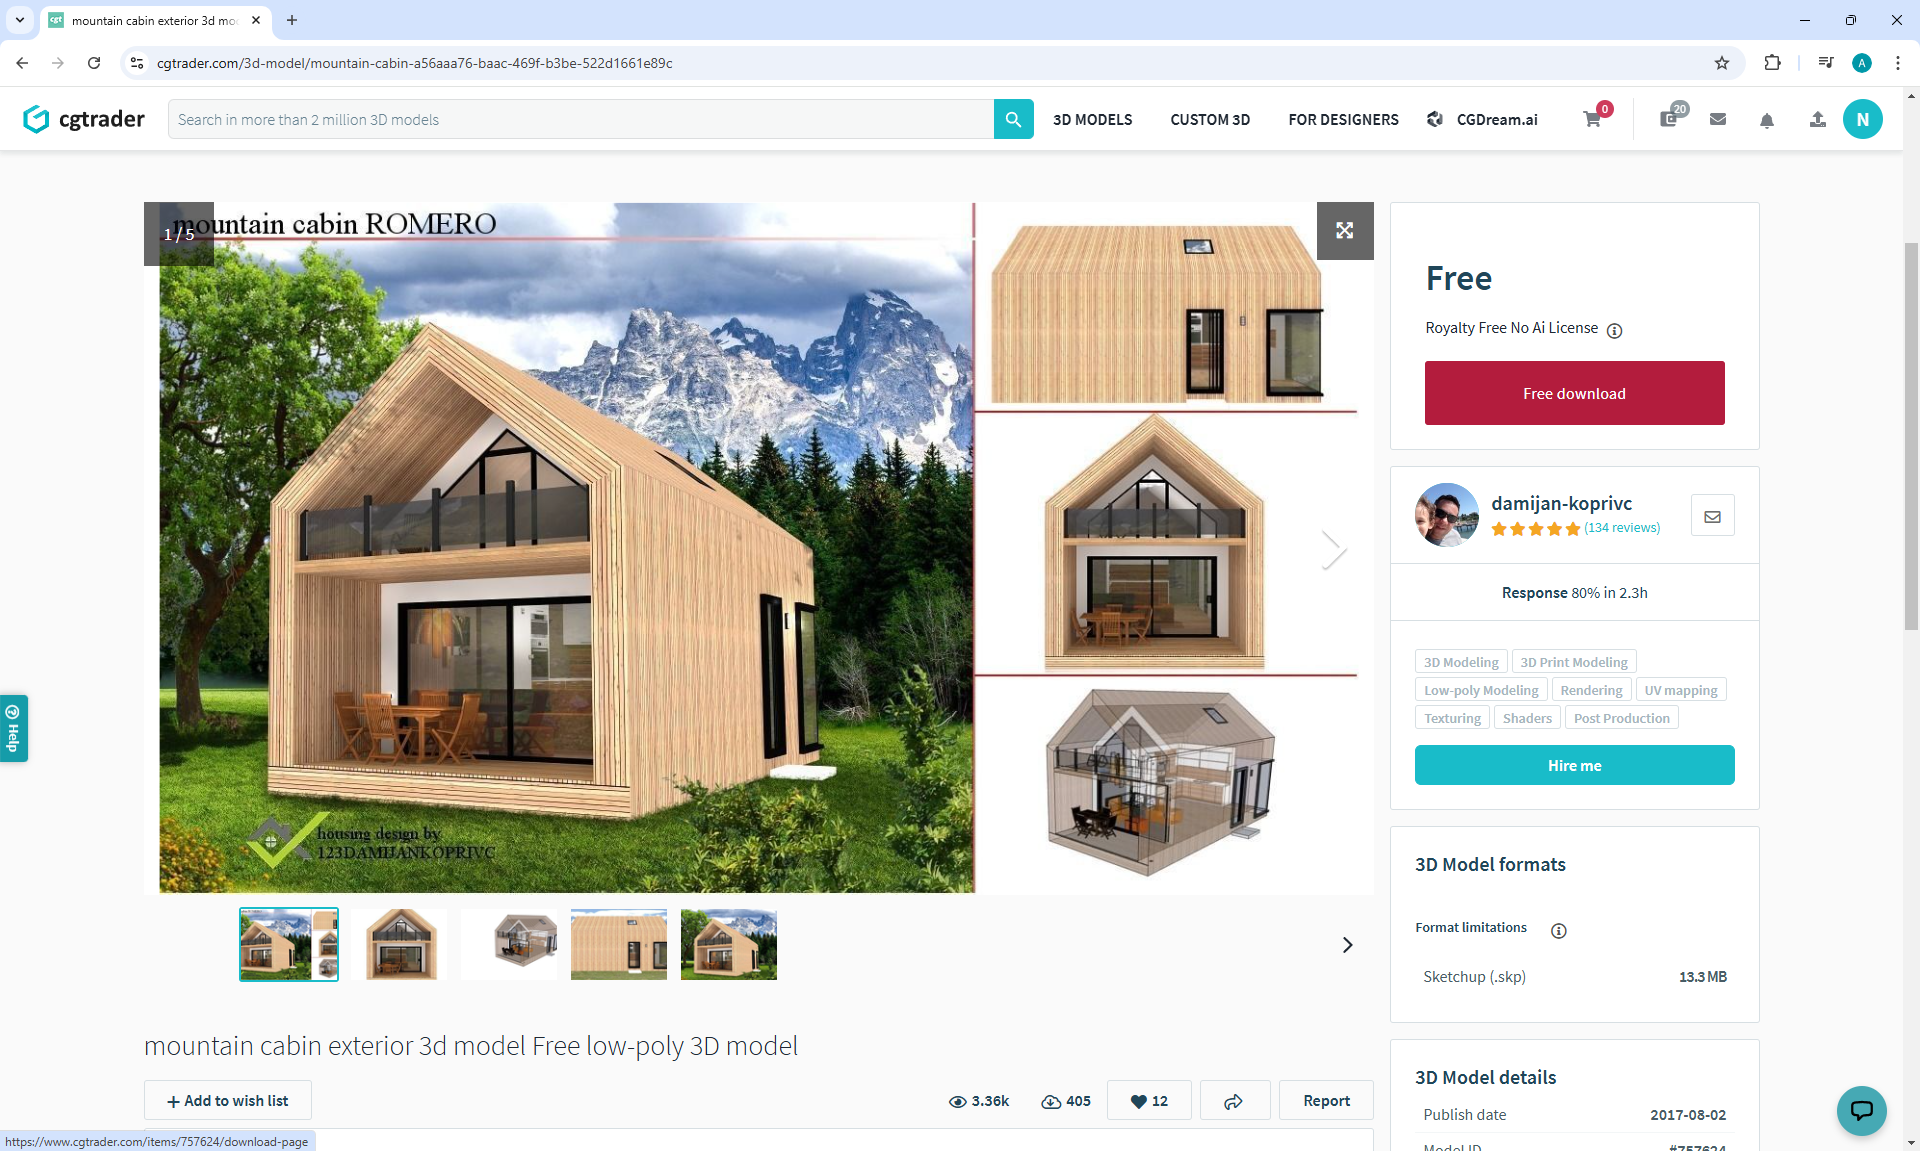 mountain cabin exterior 3d mo
cgtrader.com/3d-model/mountain-cabin-a56aaa76-baac-469f-b3be-522d1661e89c
A
cgtrader
Search in more than 2 million 3D models
3D MODELS
CUSTOM 3D
FOR DESIGNERS
CGDream.ai
0
20
N
mountain cabin ROMERO
1 / 5
housing design by
123DAMIJANKOPRIVC
Free
Royalty Free No Ai License
Free download
damijan-koprivc
(134 reviews)
Response 80% in 2.3h
3D Modeling
3D Print Modeling
Low-poly Modeling
Rendering
UV mapping
Texturing
Shaders
Post Production
Hire me
3D Model formats
Format limitations
Sketchup (.skp)
13.3 MB
Help
mountain cabin exterior 3d model Free low-poly 3D model
+ Add to wish list
3.36k
405
12
Report
3D Model details
Publish date
2017-08-02
Model ID
#757624
https://www.cgtrader.com/items/757624/download-page